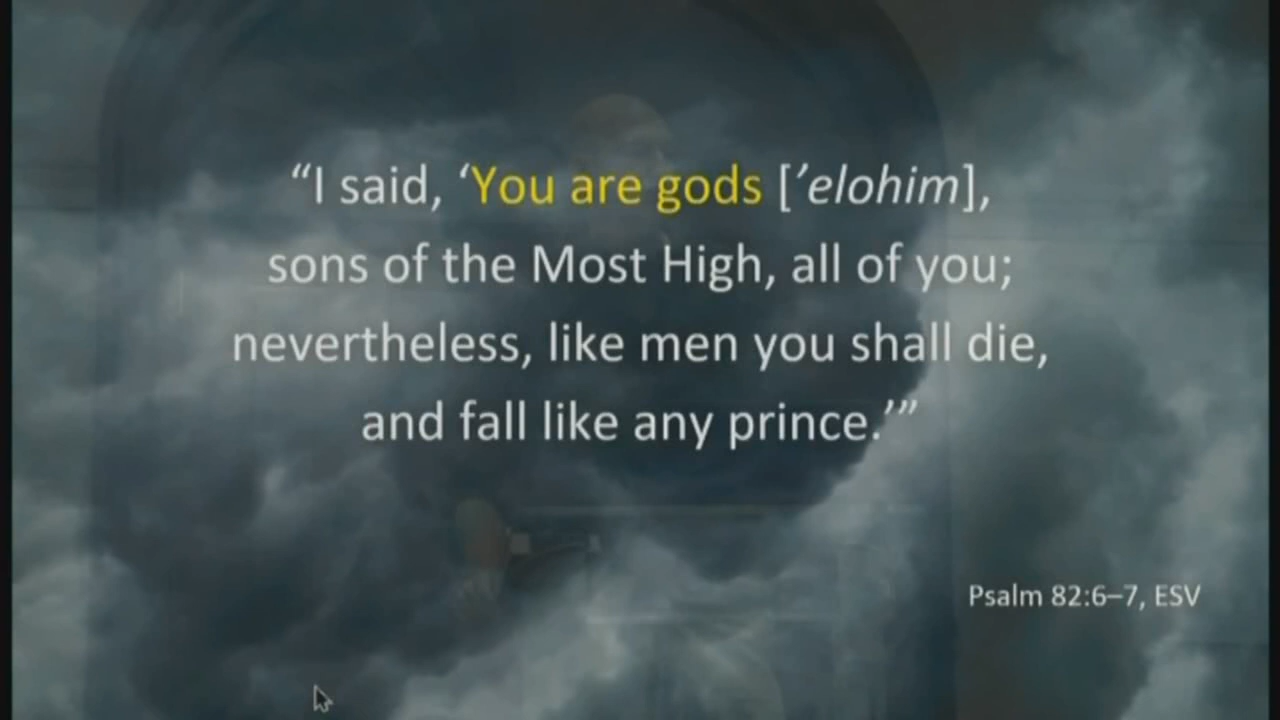 “I said, ‘You are gods [’elohim],
sons of the Most High, all of you;
nevertheless, like men you shall die,
and fall like any prince.’”
Psalm 82:6–7, ESV